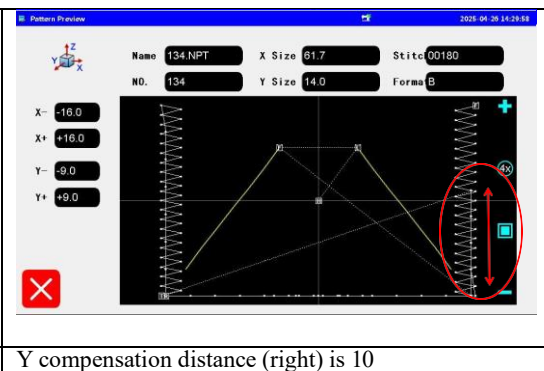 Pattern Preview 2025-04-26 14:29:58
Z
Y X
Name 134.NPT X Size 61.7 Stitc 00180
NO. 134 Y Size 14.0 Forma B
X- -16.0
X+ +16.0
Y- -9.0
Y+ +9.0
4x
Y compensation distance (right) is 10